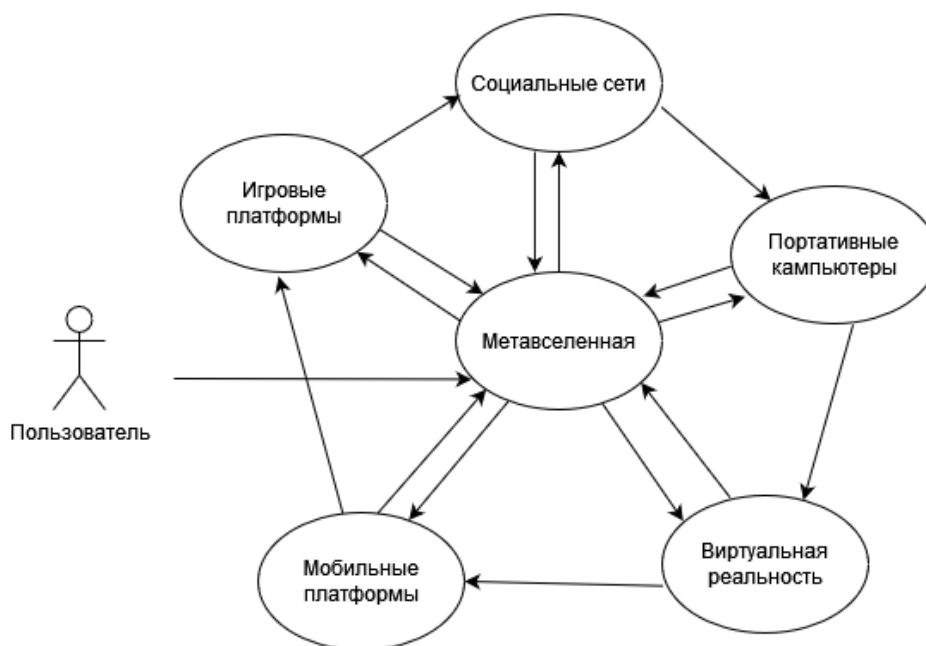 Социальные сети
Игровые
платформы
Портативные
кампьютеры
Метавселенная
Пользователь
Мобильные
платформы
Виртуальная
реальность